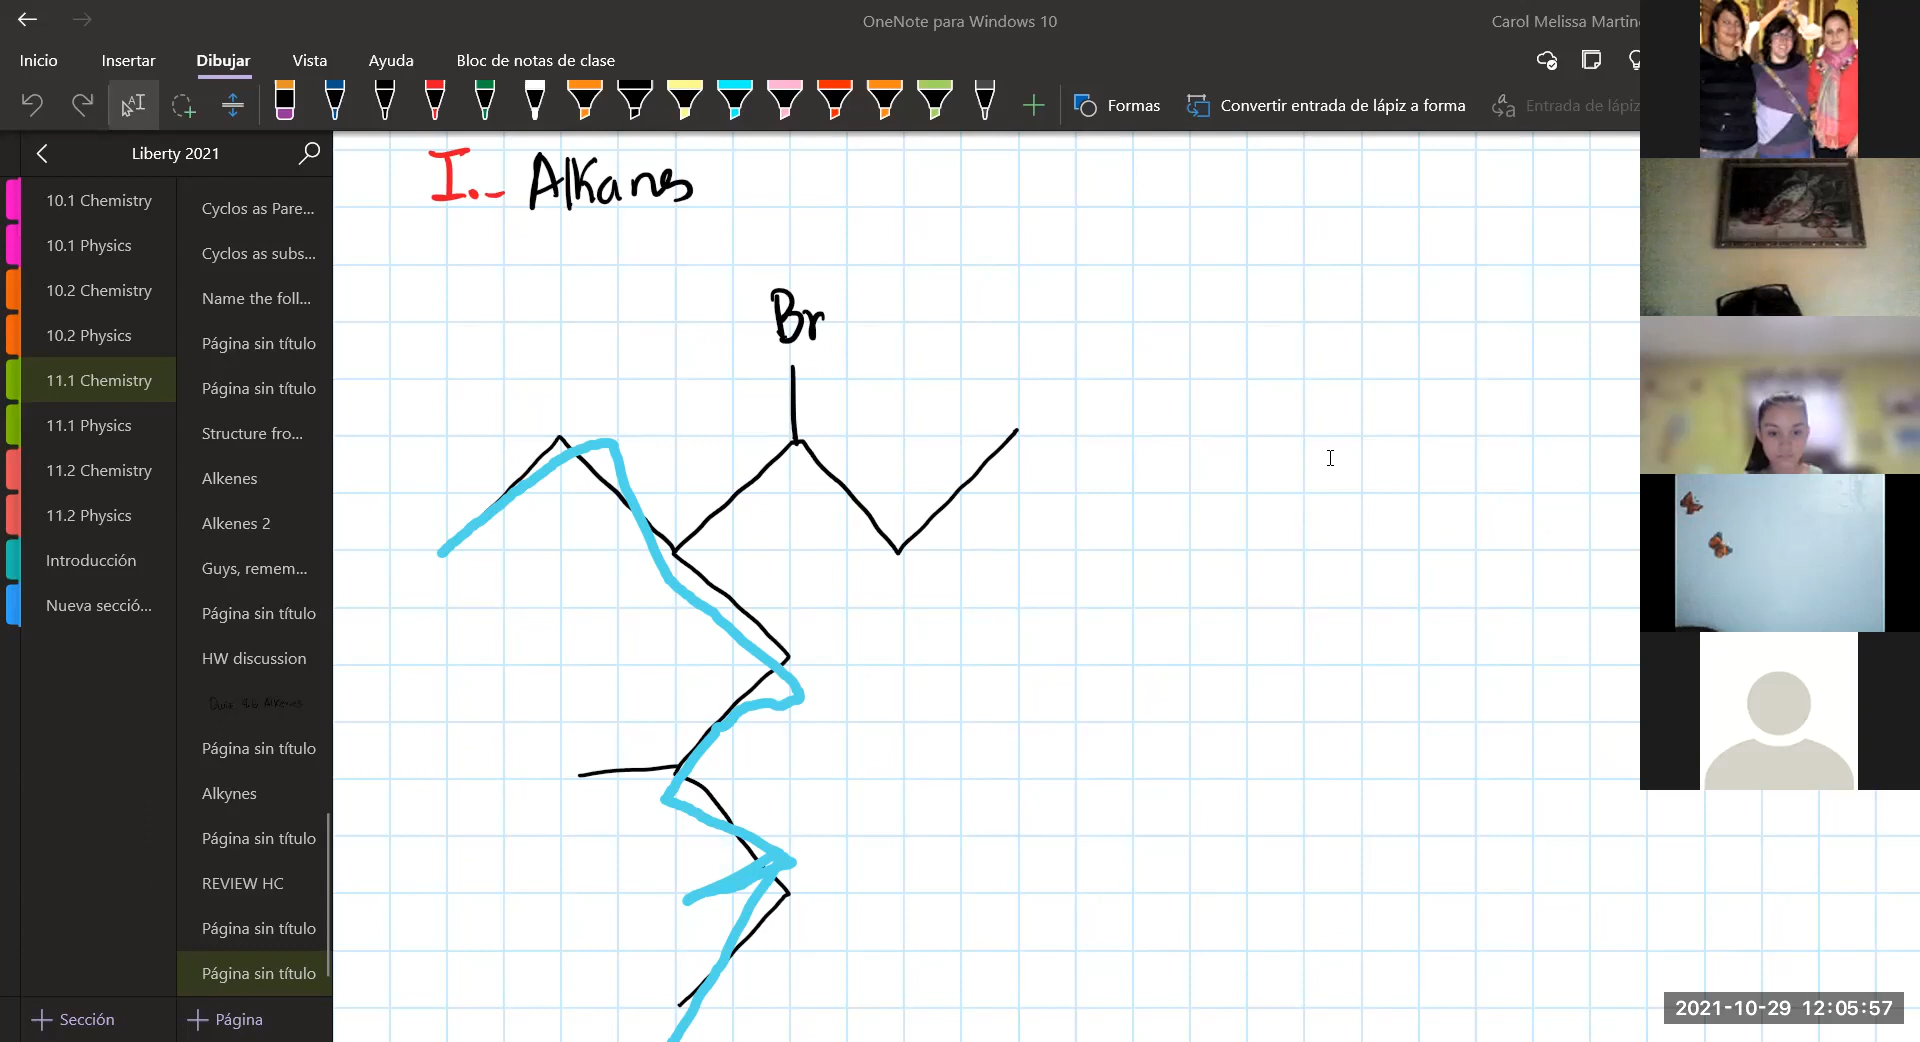 OneNote para Windows 10
Carol Melissa Martin
Inicio
Insertar
Dibujar
Vista
Ayuda
Bloc de notas de clase
Formas
Convertir entrada de lápiz a forma
Entrada de lápiz
Liberty 2021
10.1 Chemistry
10.1 Physics
10.2 Chemistry
10.2 Physics
11.1 Chemistry
11.1 Physics
11.2 Chemistry
11.2 Physics
Introducción
Nueva secció...
Sección
Cyclos as Pare...
Cyclos as subs...
Name the foll...
Página sin título
Página sin título
Structure fro...
Alkenes
Alkenes 2
Guys, remem...
Página sin título
HW discussion
Página sin título
Alkynes
Página sin título
REVIEW HC
Página sin título
Página sin título
Página
I.- Alkanes
Br
2021-10-29 12:05:57